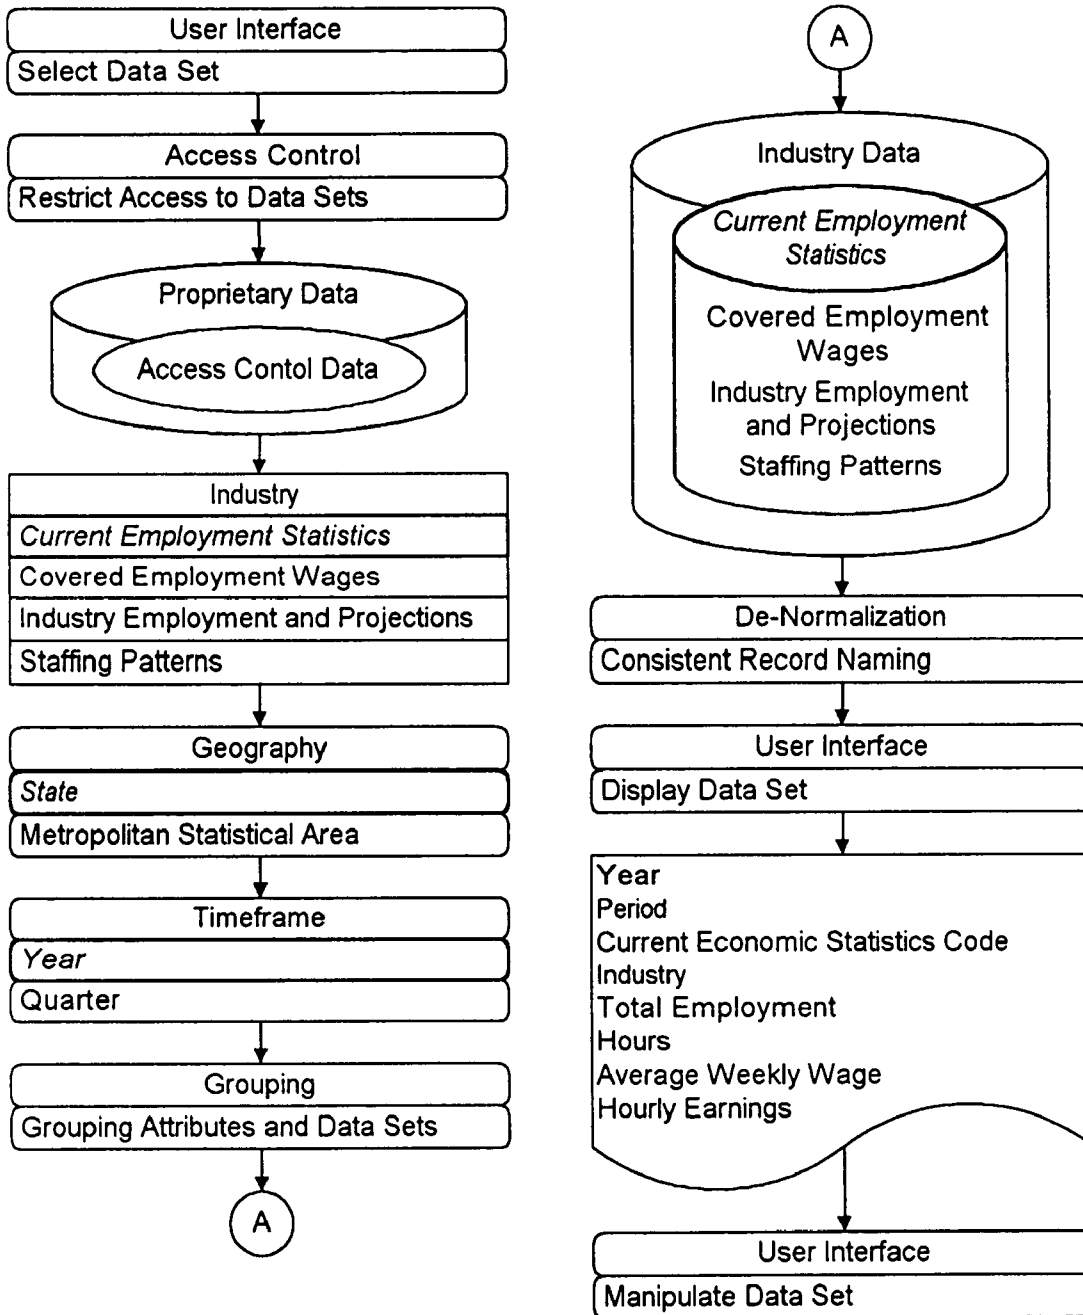 User Interface
Select Data Set
Access Control
Restrict Access to Data Sets
Proprietary Data
Access Contol Data
Industry
Current Employment Statistics
Covered Employment Wages
Industry Employment and Projections
Staffing Patterns
Geography
State
Metropolitan Statistical Area
Timeframe
Year
Quarter
Grouping
Grouping Attributes and Data Sets
A
A
Industry Data
Current Employment
Statistics
Covered Employment
Wages
Industry Employment
and Projections
Staffing Patterns
De-Normalization
Consistent Record Naming
User Interface
Display Data Set
Year
Period
Current Economic Statistics Code
Industry
Total Employment
Hours
Average Weekly Wage
Hourly Earnings
User Interface
Manipulate Data Set